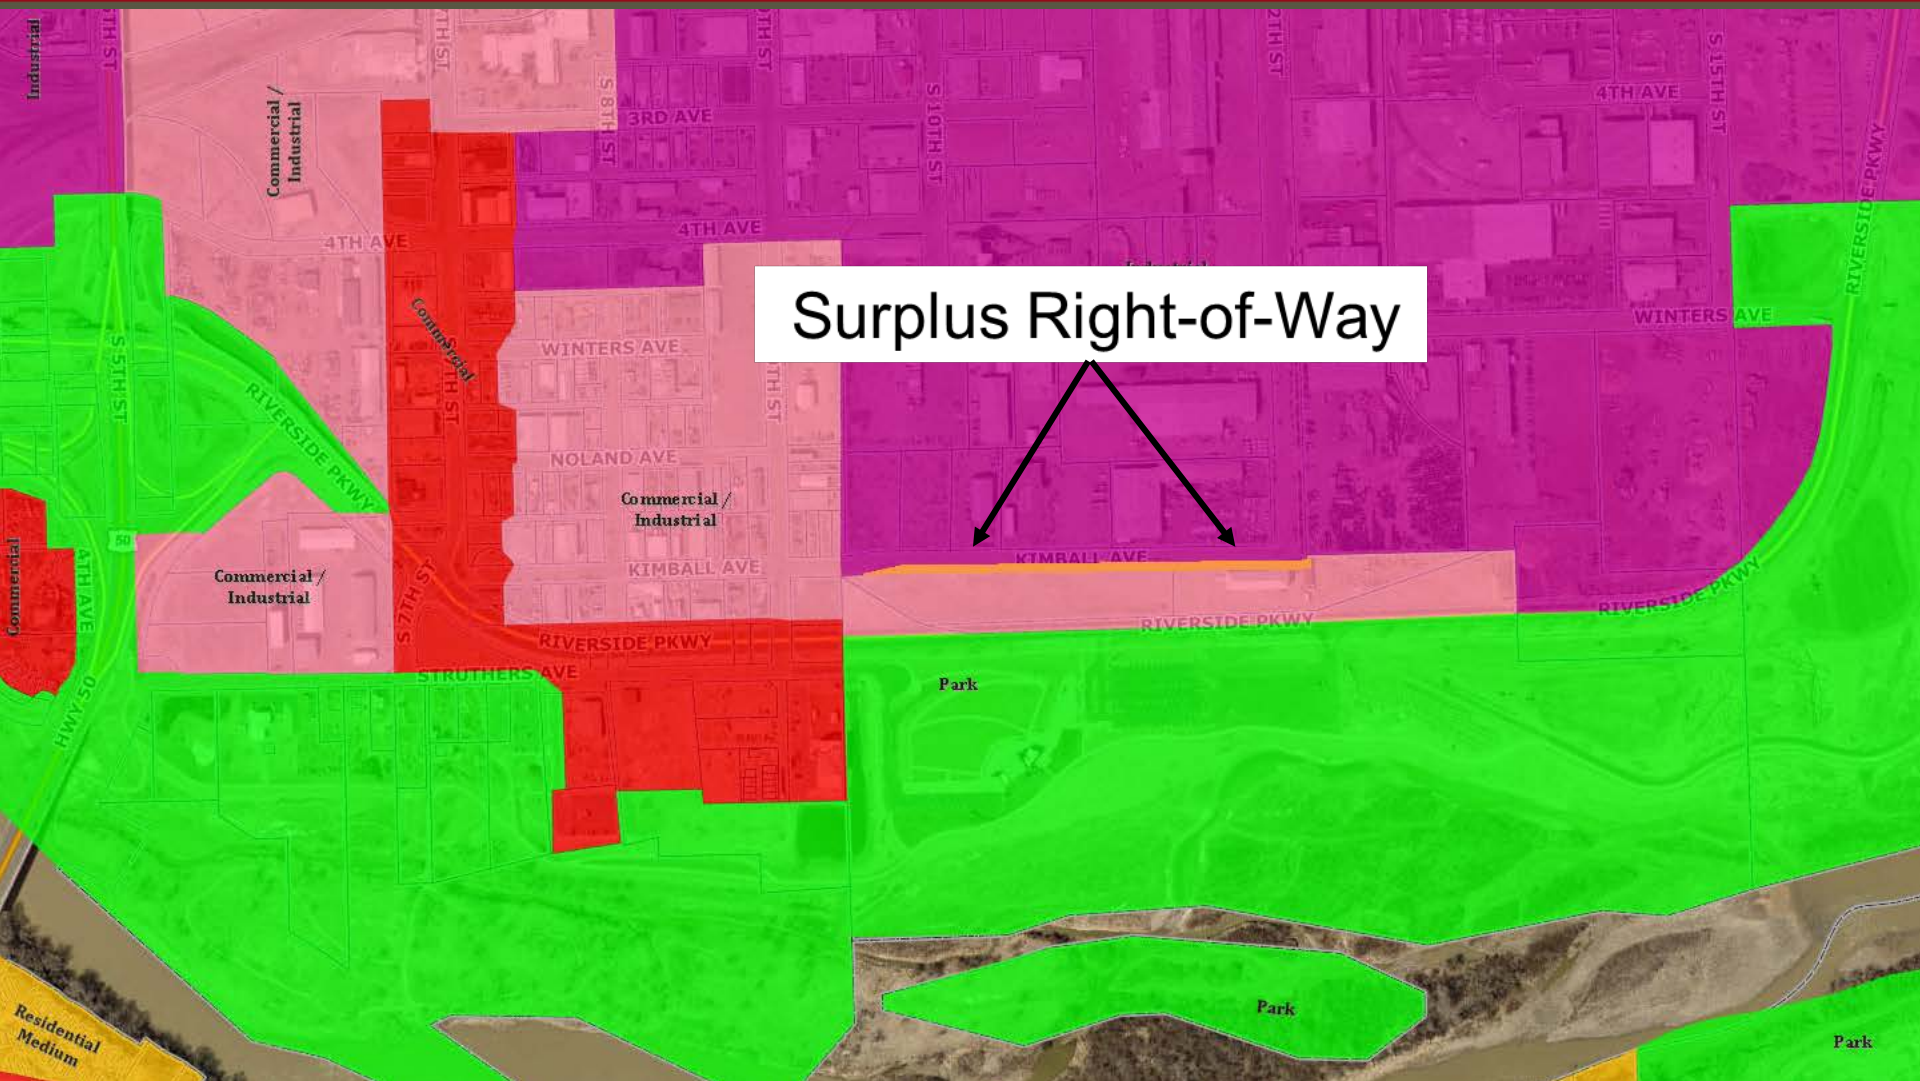 Industrial
Commercial /
Industrial
3RD AVE
S 8TH ST
S 10TH ST
4TH AVE
S 15TH ST
RIVERSIDE PKWY
4TH AVE
4TH AVE
Commercial
Surplus Right-of-Way
WINTERS AVE
WINTERS AVE
S 5TH ST
RIVERSIDE PKWY
NOLAND AVE
Commercial /
Industrial
50
KIMBALL AVE
KIMBALL AVE
Commercial /
Industrial
Commercial
4TH AVE
S 7TH ST
RIVERSIDE PKWY
RIVERSIDE PKWY
RIVERSIDE PKWY
STRUTHERS AVE
HWY 50
Park
Park
Park
Residential
Medium